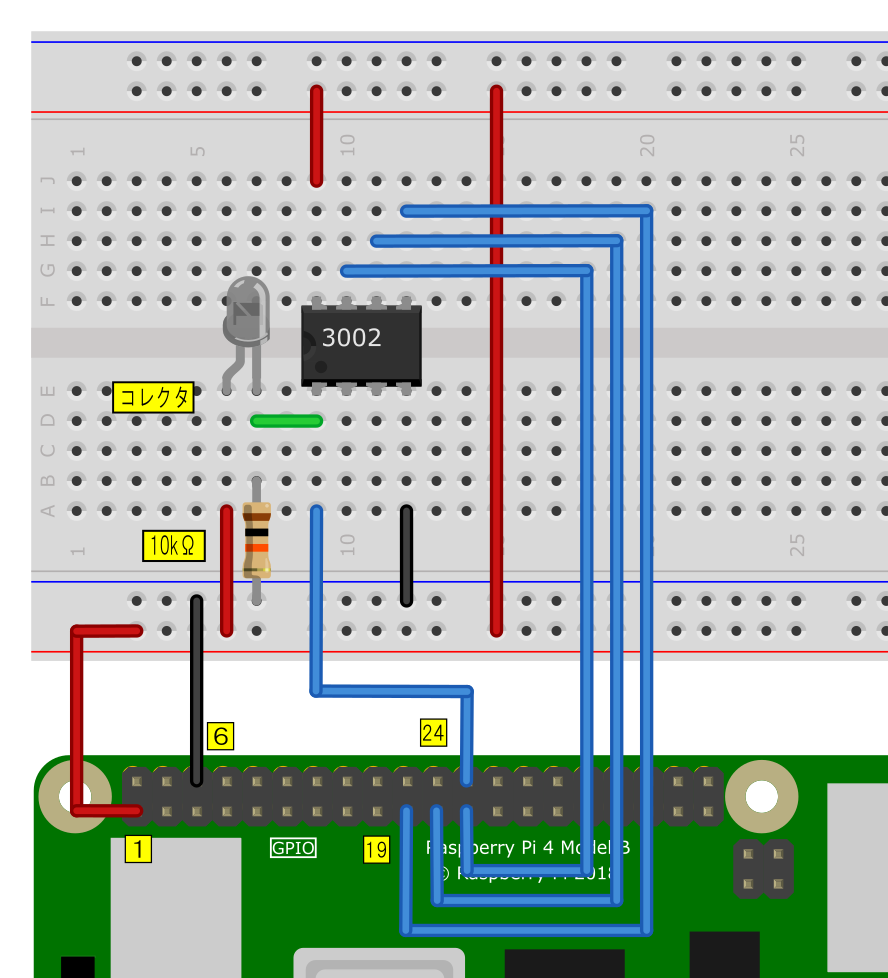 1 5 10 20 25
J
I
H
G
F
3002
E
コレクタ
D
C
B
A
10kΩ
1 10 25
6
24
1
GPIO
19
Raspberry Pi 4 Model B
© Raspberry Pi 2018